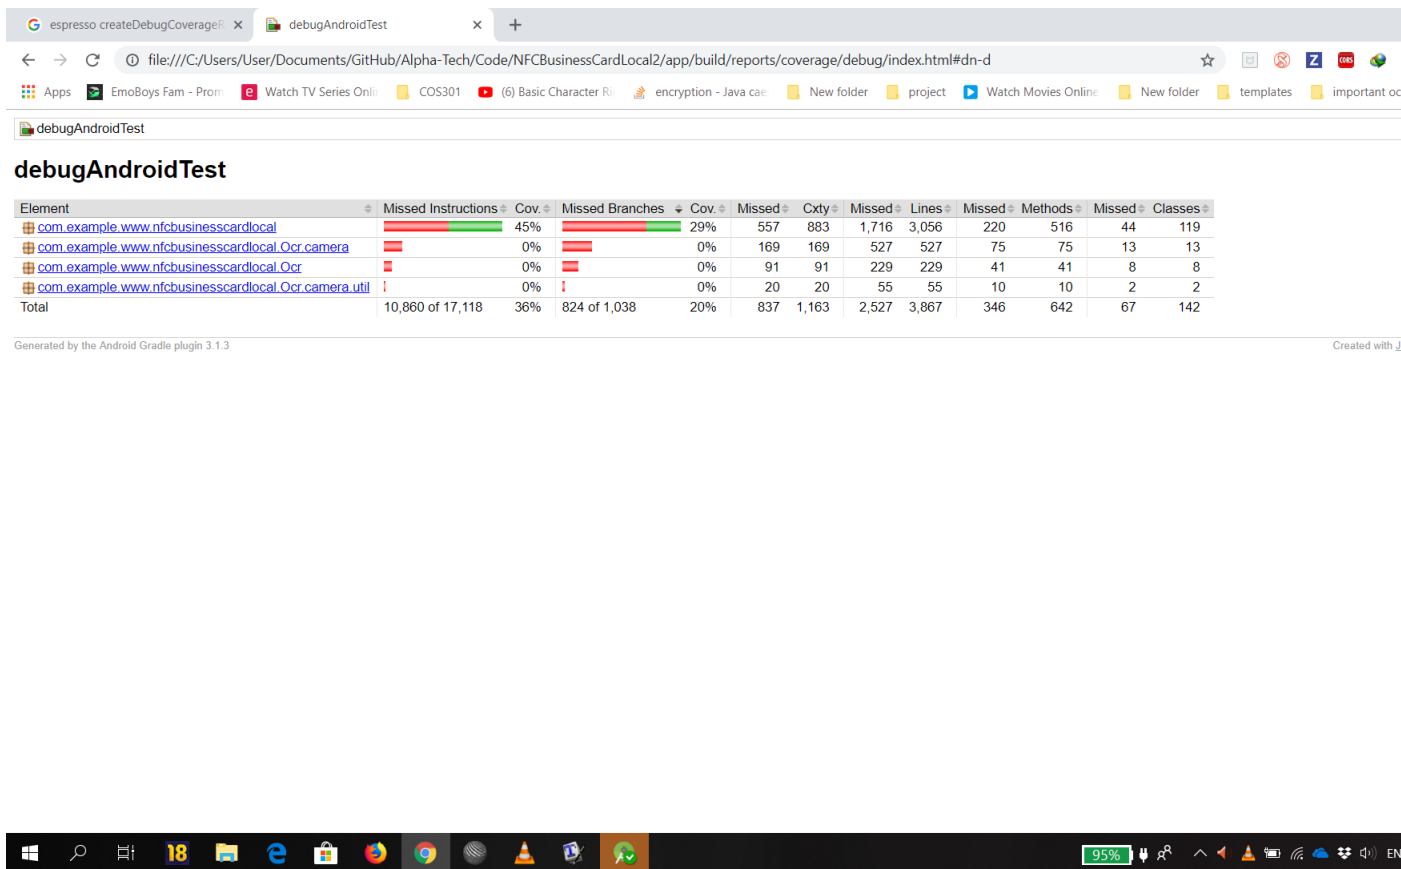 espresso createDebugCoverageR debugAndroidTest
file:///C:/Users/User/Documents/GitHub/Alpha-Tech/Code/NFCBusinessCardLocal2/app/build/reports/coverage/debug/index.html#dn-d
Apps EmoBoys Fam - Prom Watch TV Series Onli COS301 (6) Basic Character Ri encryption - Java cae New folder project Watch Movies Online New folder templates important oc
debugAndroidTest
debugAndroidTest
Element Missed Instructions Cov. Missed Branches Cov. Missed Cxty Missed Lines Missed Methods Missed Classes
com.example.www.nfcbusinesscardlocal 45% 29% 557 883 1,716 3,056 220 516 44 119
com.example.www.nfcbusinesscardlocal.Ocr.camera 0% 0% 169 169 527 527 75 75 13 13
com.example.www.nfcbusinesscardlocal.Ocr 0% 0% 91 91 229 229 41 41 8 8
com.example.www.nfcbusinesscardlocal.Ocr.camera.util 0% 0% 20 20 55 55 10 10 2 2
Total 10,860 of 17,118 36% 824 of 1,038 20% 837 1,163 2,527 3,867 346 642 67 142
Generated by the Android Gradle plugin 3.1.3 Created with J
18 95% EN